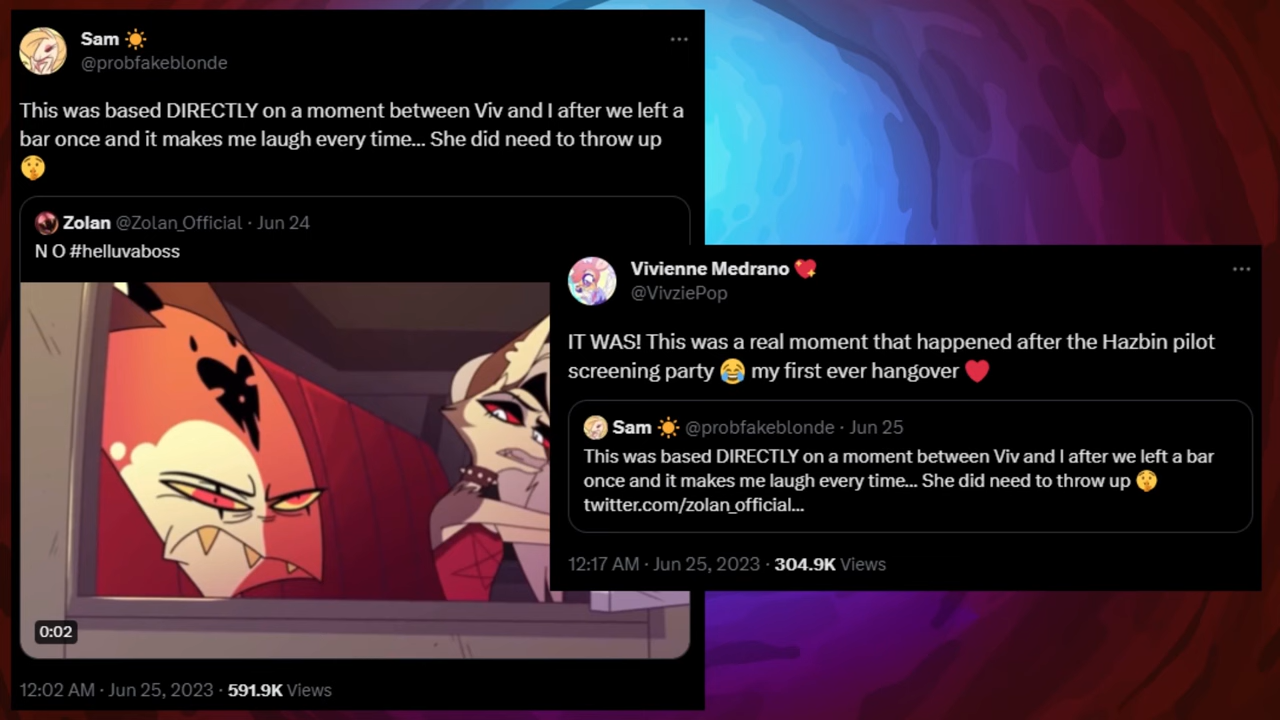 Sam ☀️
@probfakeblonde
This was based DIRECTLY on a moment between Viv and I after we left a
bar once and it makes me laugh every time... She did need to throw up
🤫
Zolan @Zolan_Official · Jun 24
N O #helluvaboss
0:02
12:02 AM · Jun 25, 2023 · 591.9K Views
Vivienne Medrano 💖
@VivziePop
IT WAS! This was a real moment that happened after the Hazbin pilot
screening party 😂 my first ever hangover ❤️
Sam ☀️ @probfakeblonde · Jun 25
This was based DIRECTLY on a moment between Viv and I after we left a bar
once and it makes me laugh every time... She did need to throw up 🤫
twitter.com/zolan_official...
12:17 AM · Jun 25, 2023 · 304.9K Views